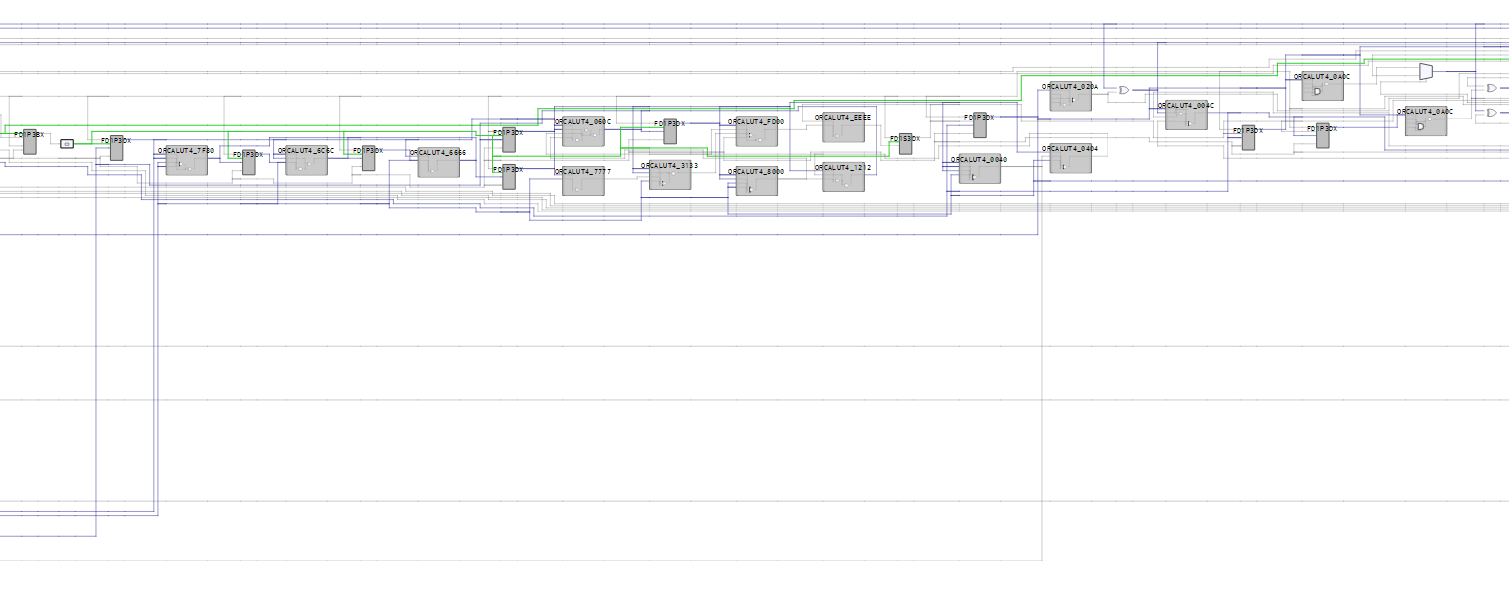 FD1P3BX
FD1P3DX
ORCALUT4_7F80
FD1P3DX
ORCALUT4_6C6C
FD1P3DX
ORCALUT4_6666
FD1P3DX
FD1P3DX
ORCALUT4_060C
ORCALUT4_7777
FD1P3DX
ORCALUT4_3133
ORCALUT4_FD00
ORCALUT4_8000
ORCALUT4_EEEE
ORCALUT4_1212
FD1S3DX
FD1P3DX
ORCALUT4_0040
ORCALUT4_020A
ORCALUT4_0404
ORCALUT4_004C
FD1P3DX
FD1P3DX
ORCALUT4_0A0C
ORCALUT4_0A0C